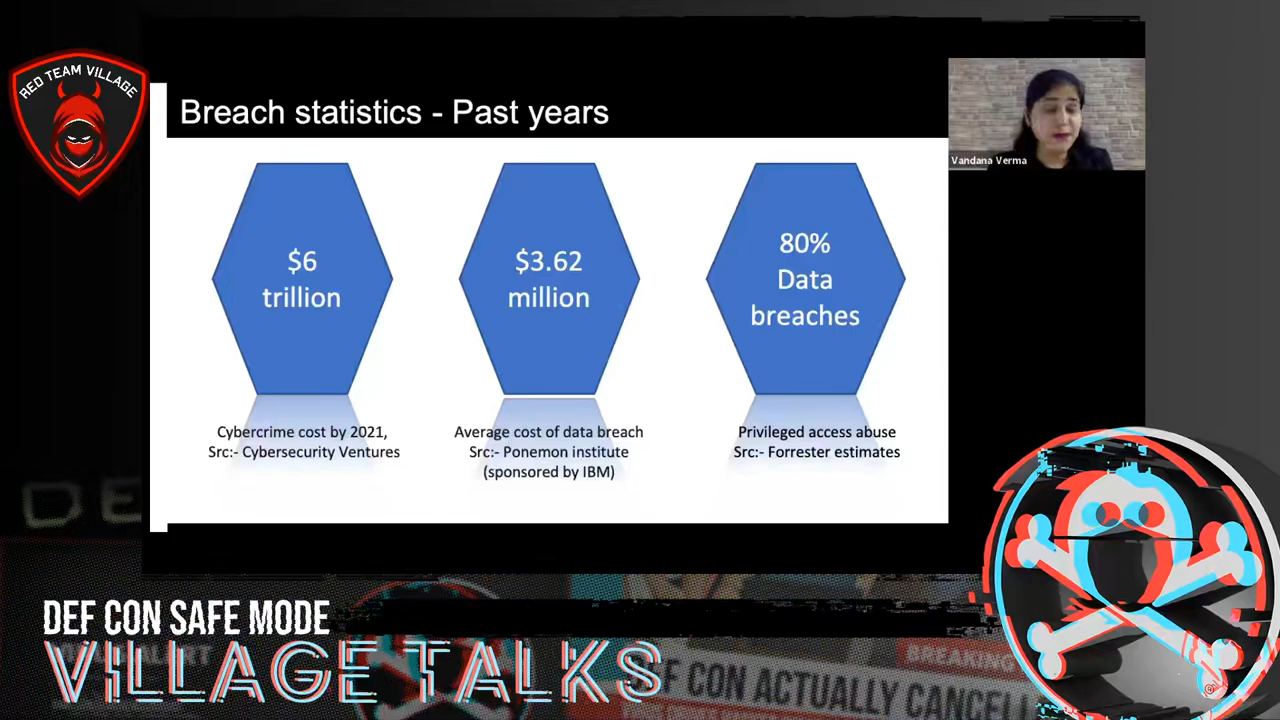 RED TEAM VILLAGE
Breach statistics - Past years
Vandana Verma
$6
trillion
$3.62
million
80%
Data
breaches
Cybercrime cost by 2021,
Src:- Cybersecurity Ventures
Average cost of data breach
Src:- Ponemon institute
(sponsored by IBM)
Privileged access abuse
Src:- Forrester estimates
DEF CON SAFE MODE
VILLAGE TALKS
BREAKING
DEF CON ACTUALLY CANCELL